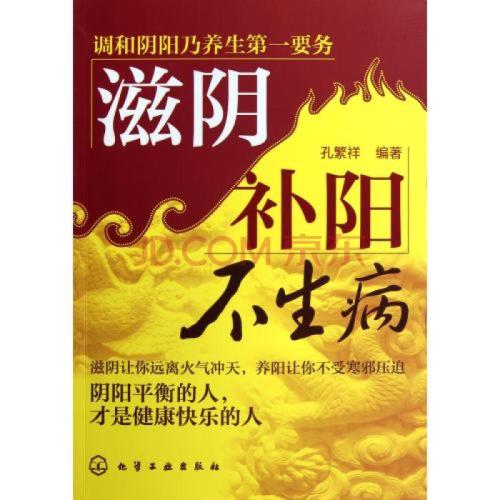 调和阴阳乃养生第一要务
滋阴
孔繁祥 编著
补阳
JD.COM 京东
不生病
滋阴让你远离火气冲天，养阳让你不受寒邪压迫
阴阳平衡的人，
才是健康快乐的人
化学工业出版社